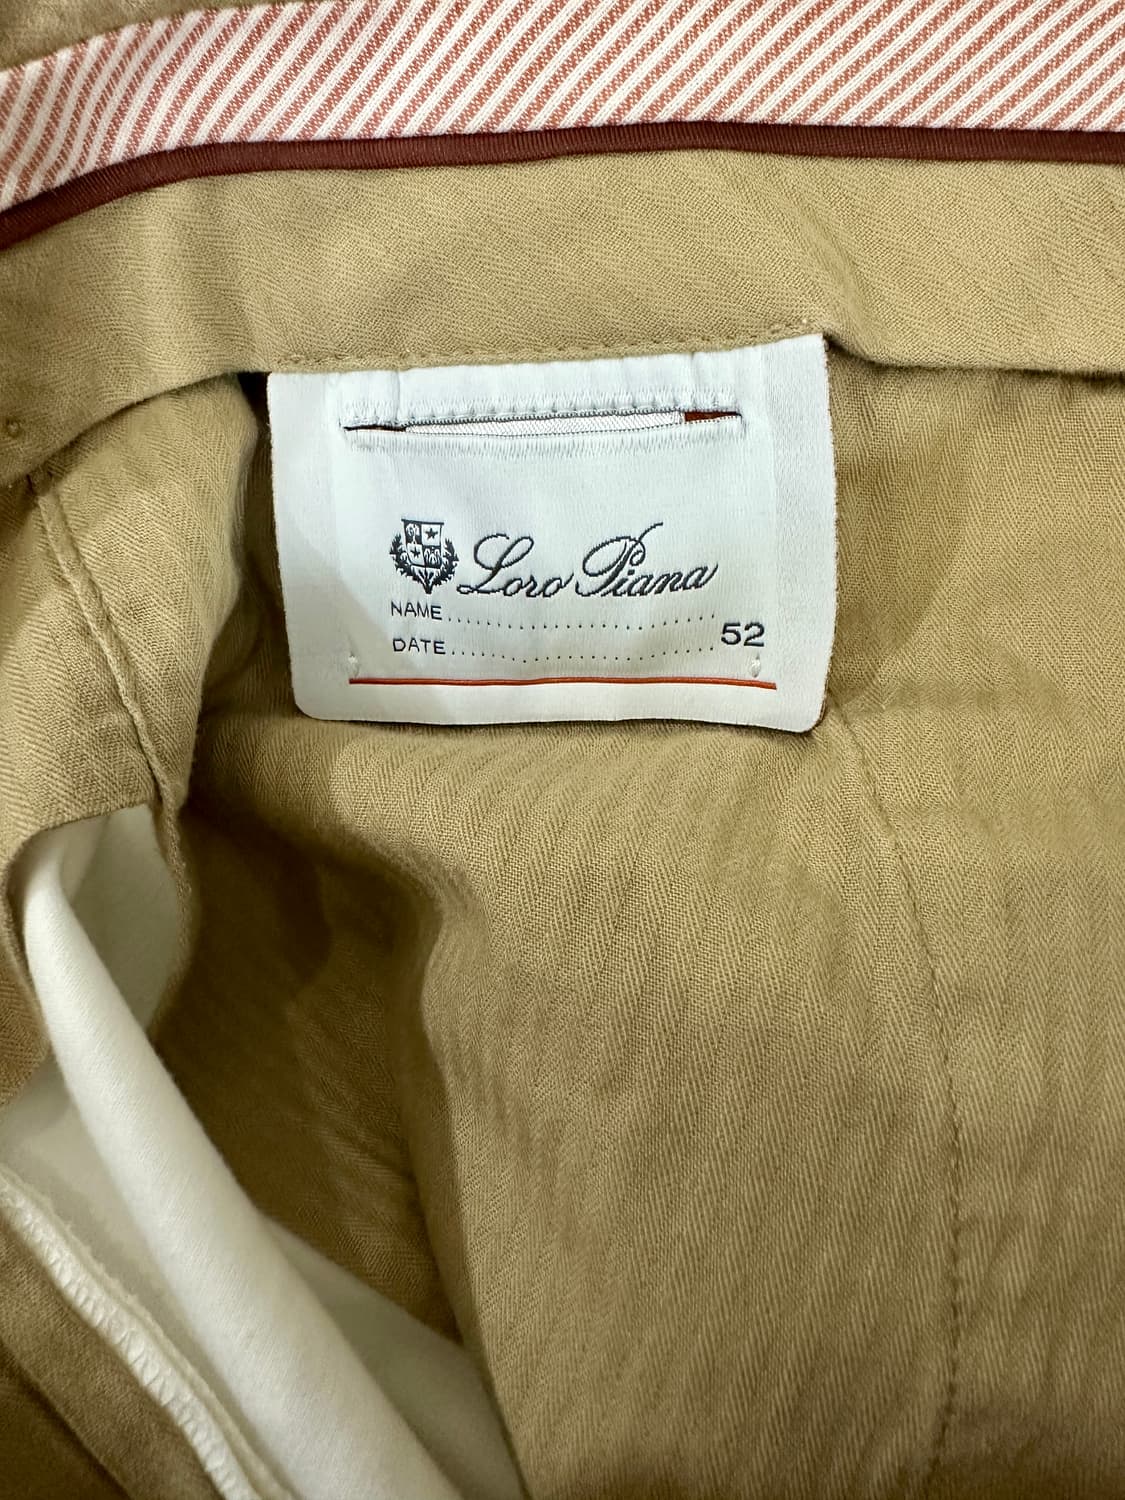 Loro Piana
NAME........................
DATE........................ 52